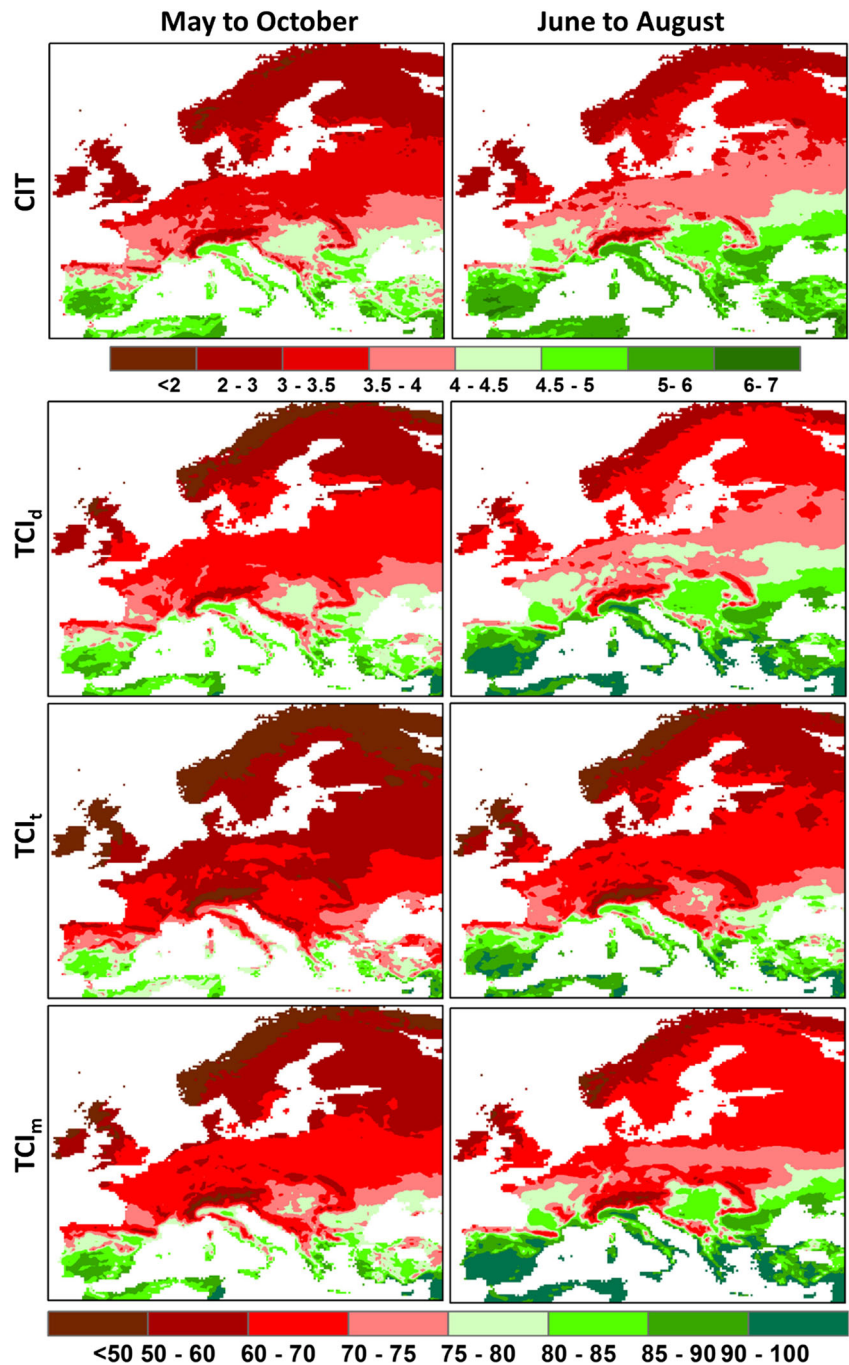 May to October June to August
CIT
<2 2 - 3 3 - 3.5 3.5 - 4 4 - 4.5 4.5 - 5 5- 6 6- 7
TCId
TCIt
TCIm
<50 50 - 60 60 - 70 70 - 75 75 - 80 80 - 85 85 - 90 90 - 100